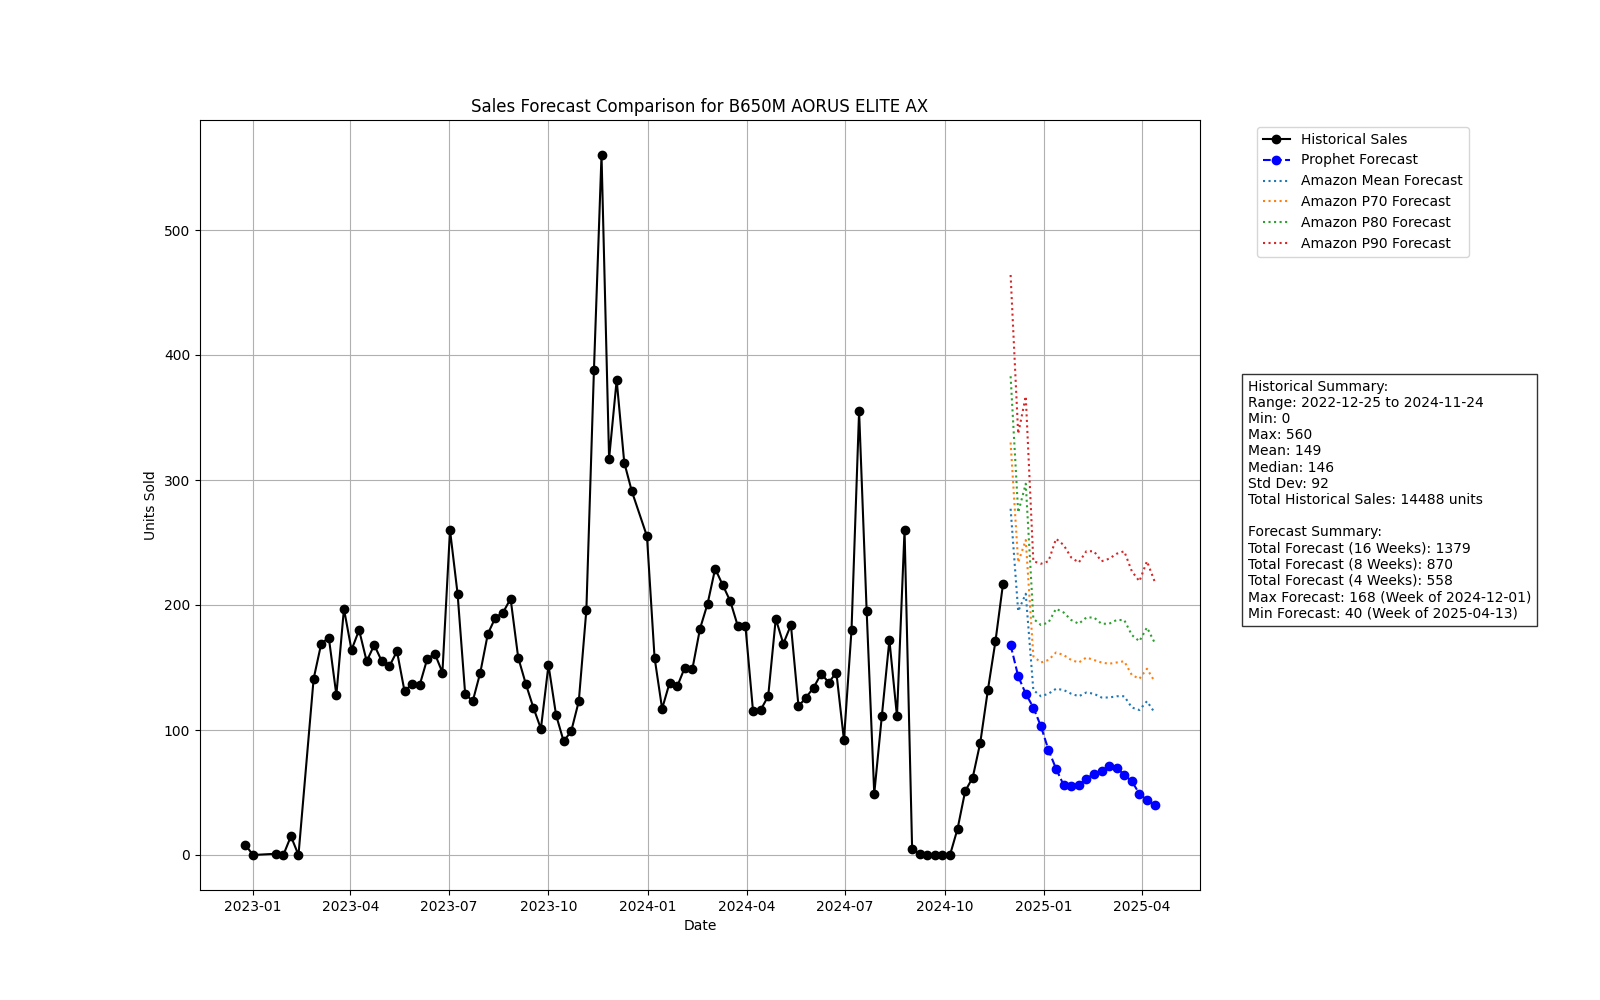 Sales Forecast Comparison for B650M AORUS ELITE AX
Units Sold
500
400
300
200
100
0
2023-01
2023-04
2023-07
2023-10
2024-01
2024-04
2024-07
2024-10
2025-01
2025-04
Date
Historical Sales
Prophet Forecast
Amazon Mean Forecast
Amazon P70 Forecast
Amazon P80 Forecast
Amazon P90 Forecast
Historical Summary:
Range: 2022-12-25 to 2024-11-24
Min: 0
Max: 560
Mean: 149
Median: 146
Std Dev: 92
Total Historical Sales: 14488 units
Forecast Summary:
Total Forecast (16 Weeks): 1379
Total Forecast (8 Weeks): 870
Total Forecast (4 Weeks): 558
Max Forecast: 168 (Week of 2024-12-01)
Min Forecast: 40 (Week of 2025-04-13)